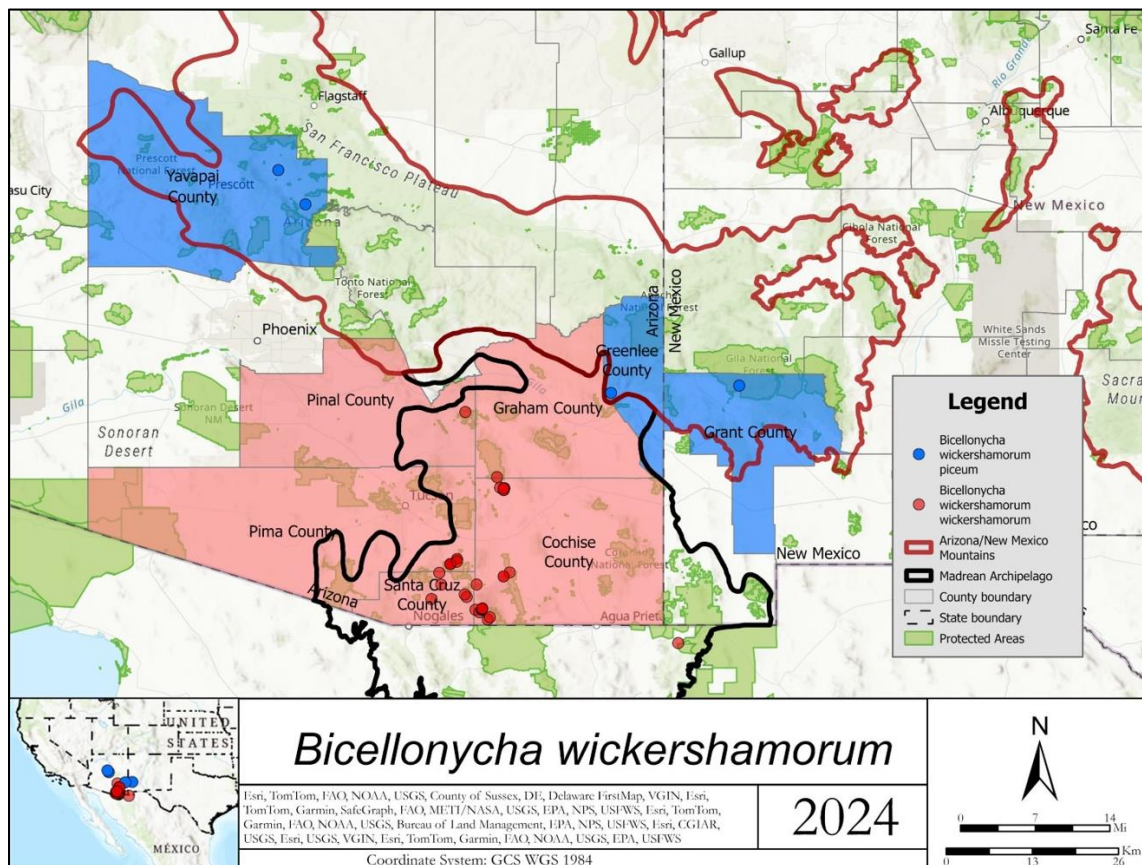 Santa Fe
Gallup
Rio Grande
Flagstaff
Albuquerque
San Francisco Plateau
Prescott
National Forest
Yavapai
County
Prescott
asu City
Arizona
New Mexico
Cibola National
Forest
Tonto National
Forest
Arizona
New Mexico
National Forest
Phoenix
White Sands
Missle Testing
Center
Greenlee
County
Gila National
Forest
Gila
Pinal County
Gila
Graham County
Sonoran Desert
NM
Grant County
Sonoran
Desert
Tucson
Pima County
Cochise
County
National Forest
New Mexico
Santa Cruz
County
Arizona
Nogales
Agua Priet
Legend
Bicellonycha
wickershamorum
piceum
Bicellonycha
wickershamorum
wickershamorum
Arizona/New Mexico
Mountains
Madrean Archipelago
County boundary
State boundary
Protected Areas
UNITED
STATES
MÉXICO
Bicellonycha wickershamorum
Esri, TomTom, FAO, NOAA, USGS, County of Sussex, DE, Delaware FirstMap, VGIN, Esri,
TomTom, Garmin, SafeGraph, FAO, METI/NASA, USGS, EPA, NPS, USFWS, Esri, TomTom,
Garmin, FAO, NOAA, USGS, Bureau of Land Management, EPA, NPS, USFWS, Esri, CGIAR,
USGS, Esri, USGS, VGIN, Esri, TomTom, Garmin, FAO, NOAA, USGS, EPA, USFWS
Coordinate System: GCS WGS 1984
2024
N
0 7 14
Mi
0 13 26
Km